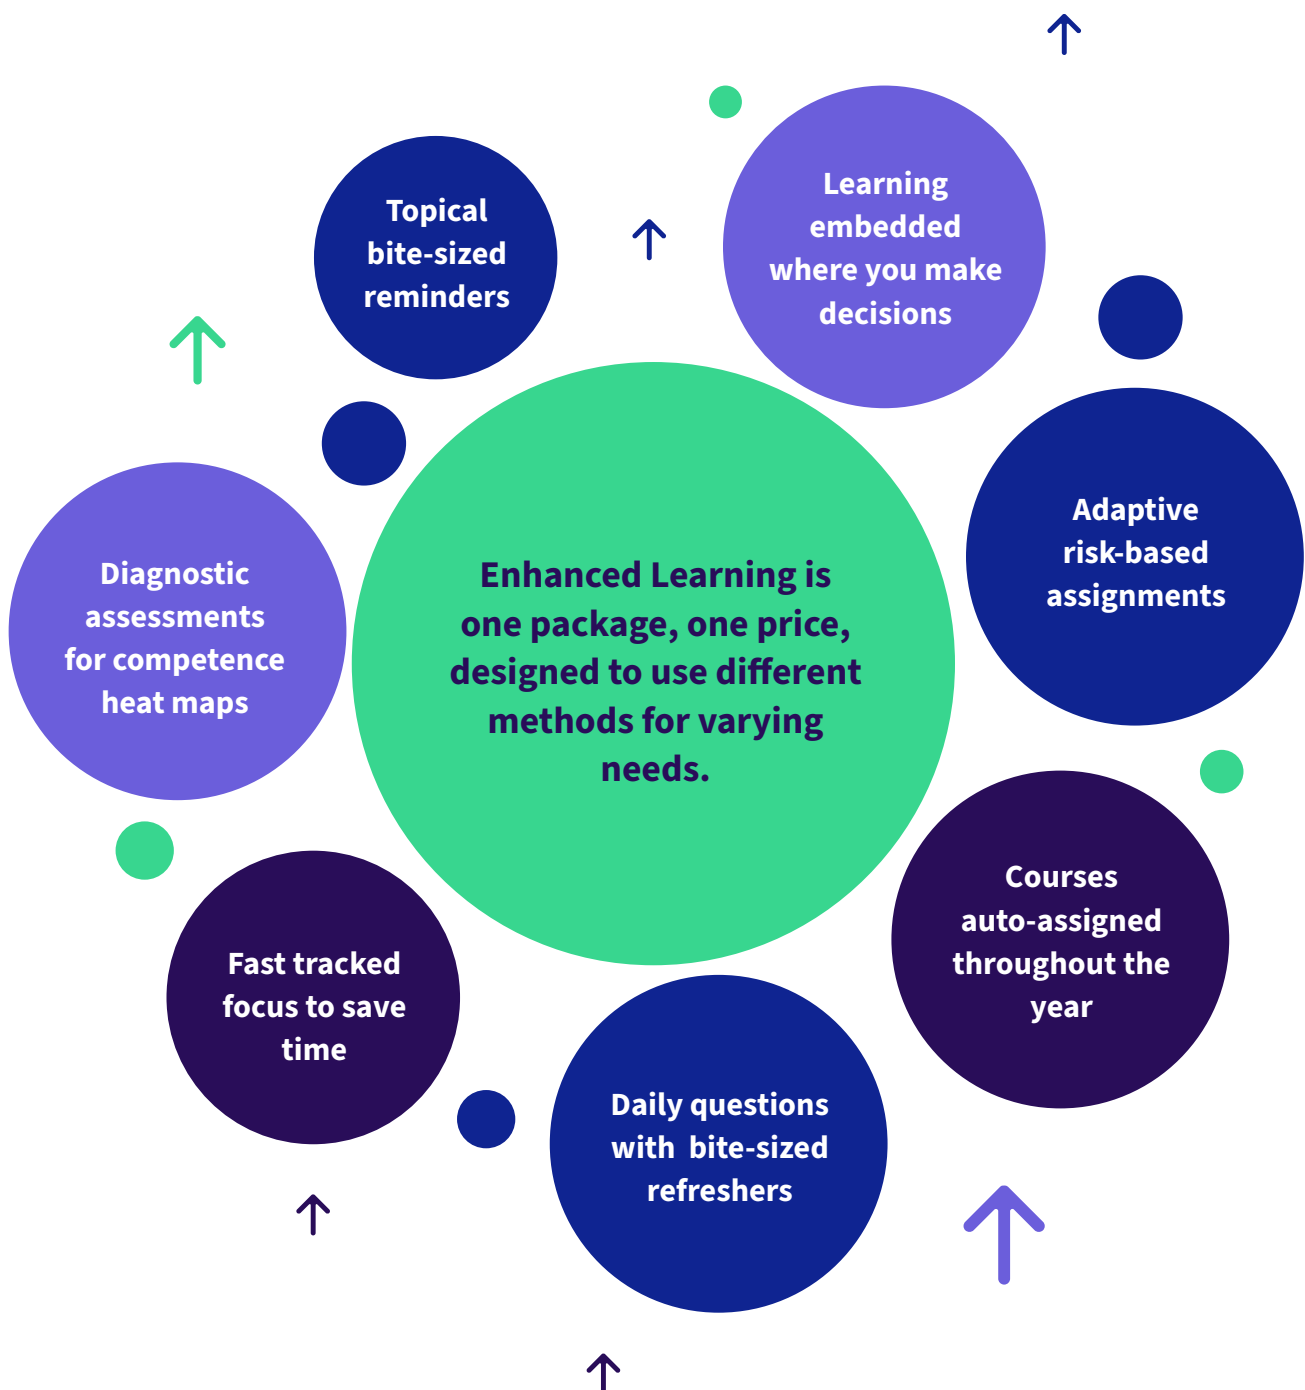 Topical
bite-sized
reminders
Learning
embedded
where you make
decisions
Adaptive
risk-based
assignments
Diagnostic
assessments
for competence
heat maps
Enhanced Learning is
one package, one price,
designed to use different
methods for varying
needs.
Courses
auto-assigned
throughout the
year
Fast tracked
focus to save
time
Daily questions
with  bite-sized
refreshers